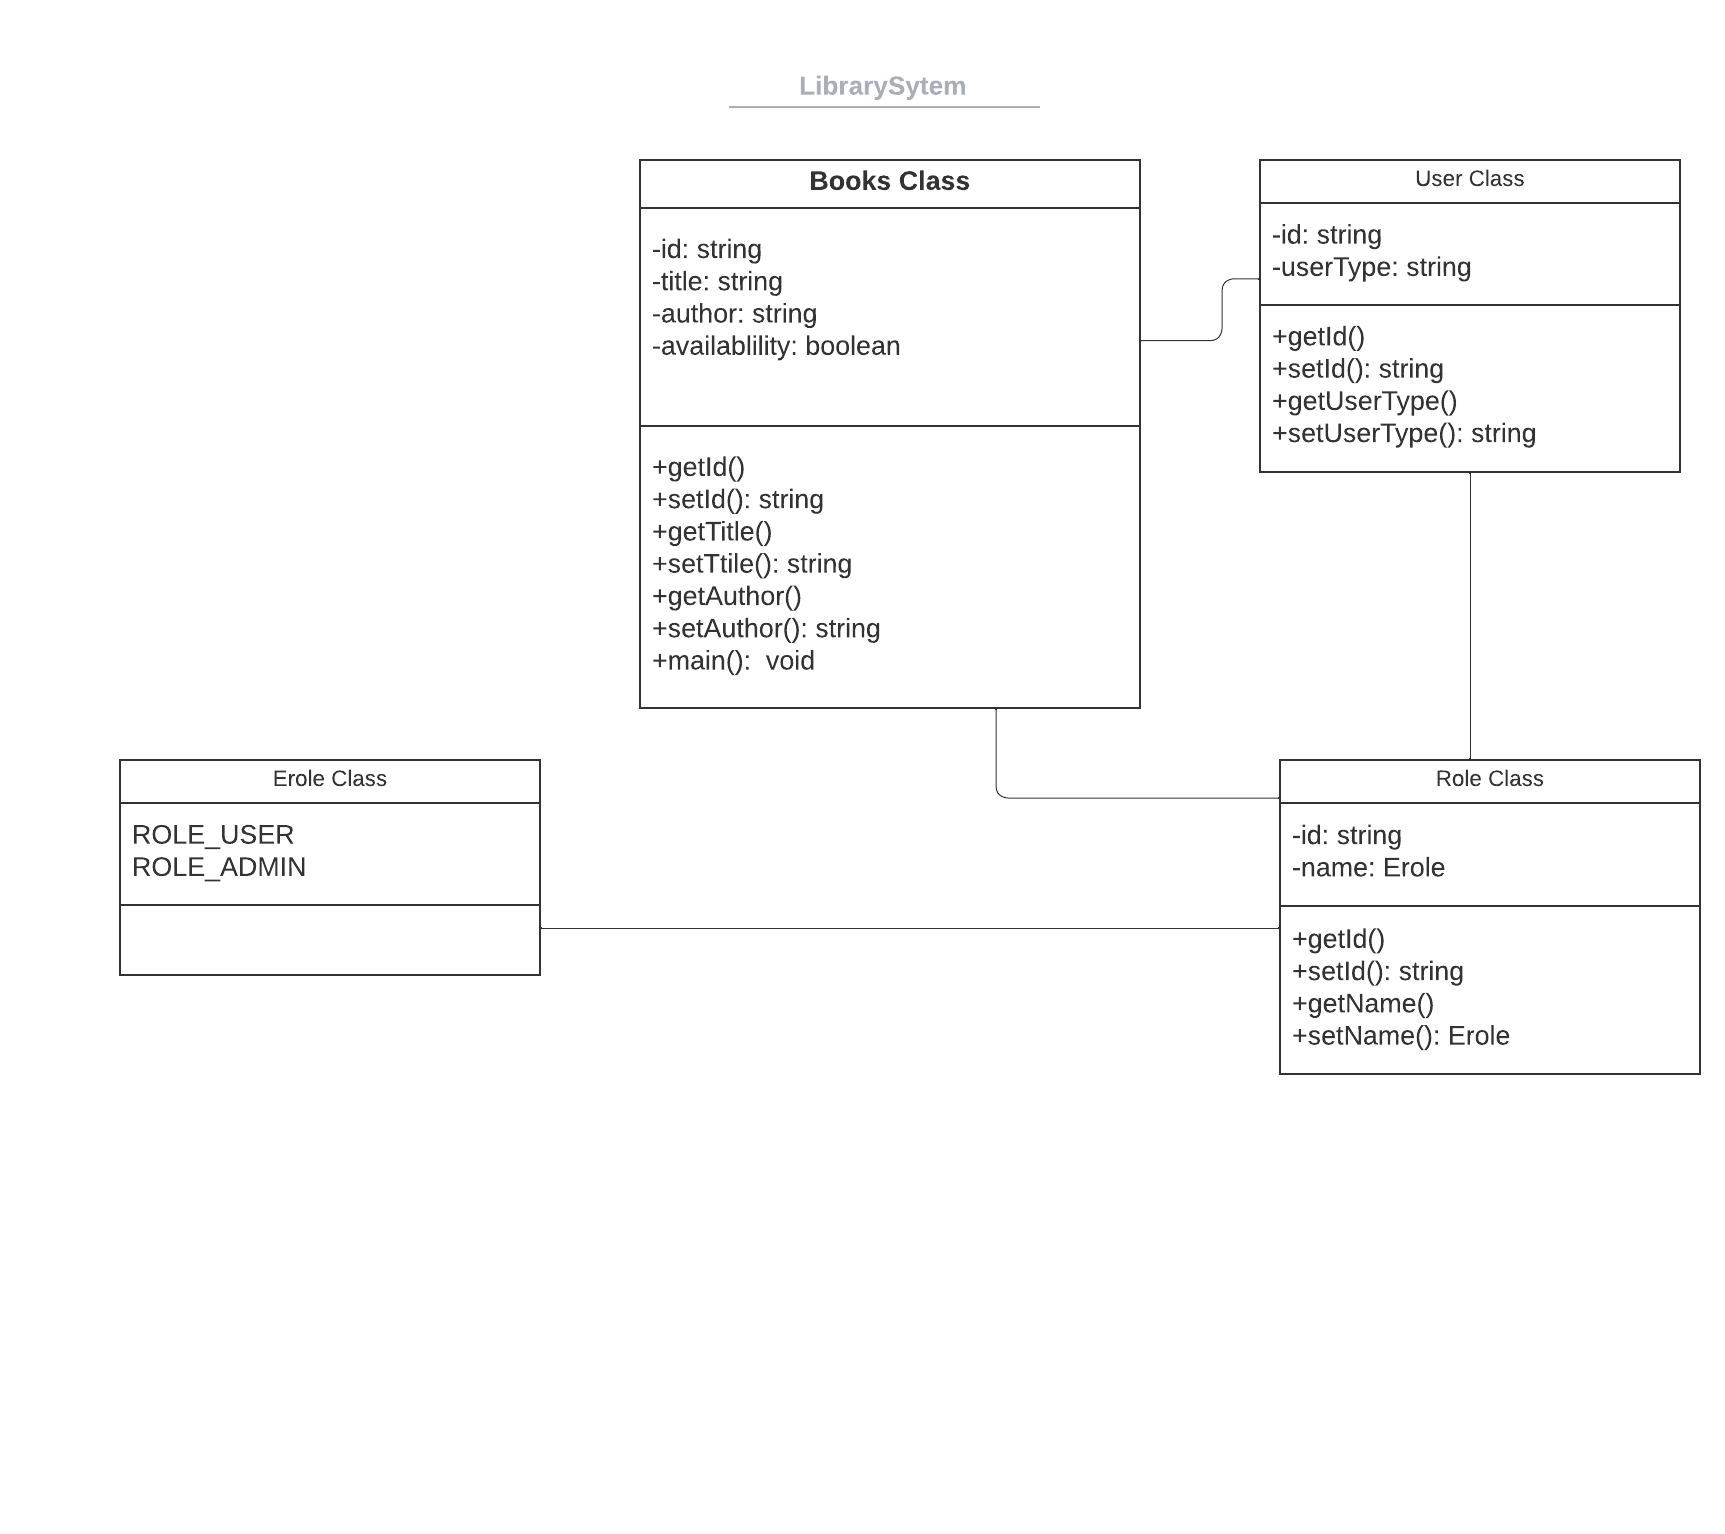 LibrarySytem
Books Class
-id: string
-title: string
-author: string
-availablility: boolean
+getId()
+setId(): string
+getTitle()
+setTtile(): string
+getAuthor()
+setAuthor(): string
+main():  void
User Class
-id: string
-userType: string
+getId()
+setId(): string
+getUserType()
+setUserType(): string
Erole Class
ROLE_USER
ROLE_ADMIN
Role Class
-id: string
-name: Erole
+getId()
+setId(): string
+getName()
+setName(): Erole